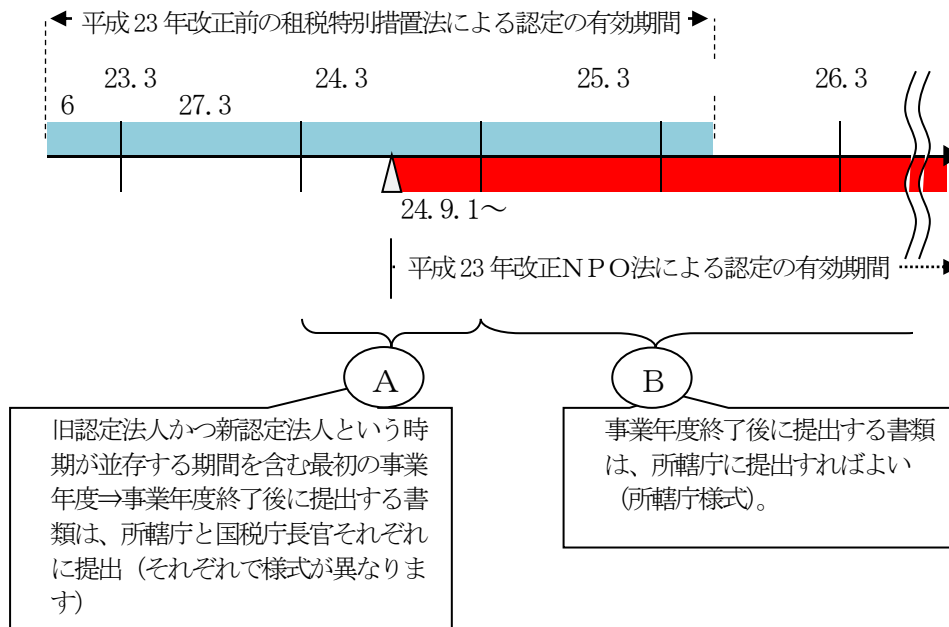 平成23年改正前の租税特別措置法による認定の有効期間
23.3 24.3 25.3 26.3
6 27.3
24.9.1～
平成23年改正ＮＰＯ法による認定の有効期間
Ａ
Ｂ
旧認定法人かつ新認定法人という時
期が並存する期間を含む最初の事業
年度⇒事業年度終了後に提出する書
類は、所轄庁と国税庁長官それぞれ
に提出（それぞれで様式が異なりま
す）
事業年度終了後に提出する書類
は、所轄庁に提出すればよい
（所轄庁様式）。